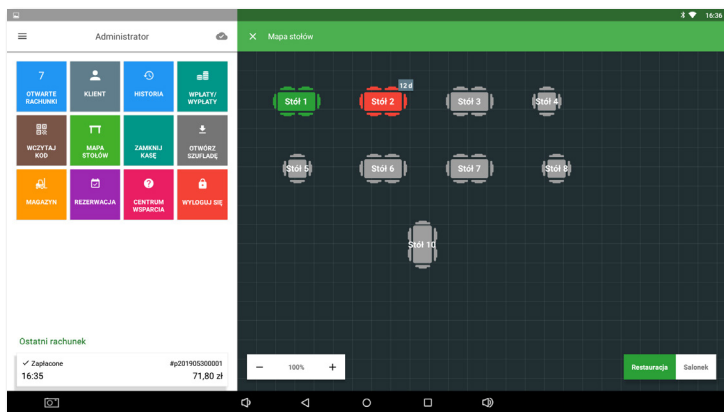 16:36
Administrator
Mapa stołów
7
OTWARTE
RACHUNKI
KLIENT
HISTORIA
WPŁATY/
WYPŁATY
WCZYTAJ
KOD
MAPA
STOŁÓW
ZAMKNIJ
KASĘ
OTWÓRZ
SZUFLADĘ
MAGAZYN
REZERWACJA
CENTRUM
WSPARCIA
WYLOGUJ SIĘ
12 d
Stół 1
Stół 2
Stół 3
Stół 4
Stół 5
Stół 6
Stół 7
Stół 8
Stół 10
Ostatni rachunek
Zapłacone #p201905300001
16:35 71,80 zł
− 100% +
Restauracja Salonek